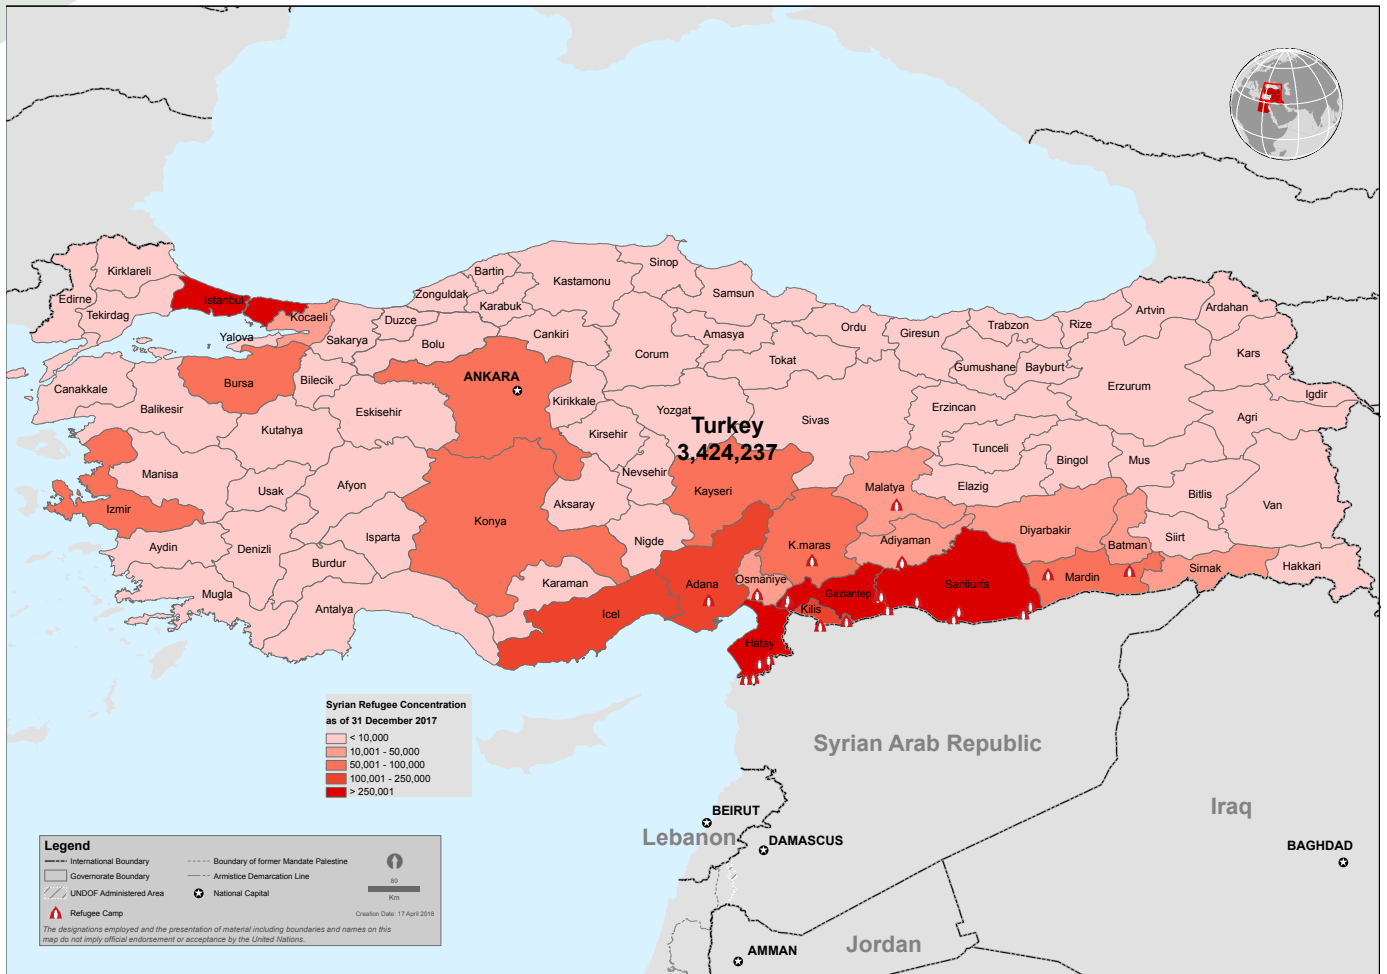 Kirklareli
Edirne
Tekirdag
Istanbul
Kocaeli
Yalova
Sakarya
Duzce
Zonguldak
Bartin
Karabuk
Kastamonu
Sinop
Samsun
Bolu
Cankiri
Corum
Amasya
Tokat
Ordu
Giresun
Trabzon
Rize
Artvin
Ardahan
Gumushane
Bayburt
Kars
Erzurum
Igdir
Agri
Canakkale
Balikesir
Bursa
Bilecik
Eskisehir
ANKARA
Kirikkale
Yozgat
Sivas
Erzincan
Kutahya
Kirsehir
Turkey
3,424,237
Tunceli
Bingol
Mus
Manisa
Usak
Afyon
Nevsehir
Kayseri
Malatya
Elazig
Bitlis
Van
Izmir
Konya
Aksaray
Diyarbakir
Aydin
Denizli
Isparta
Nigde
K.maras
Adiyaman
Batman
Siirt
Burdur
Karaman
Adana
Osmaniye
Gaziantep
Sanliurfa
Mardin
Sirnak
Hakkari
Mugla
Antalya
Icel
Kilis
Hatay
Syrian Refugee Concentration
as of 31 December 2017
< 10,000
10,001 - 50,000
50,001 - 100,000
100,001 - 250,000
> 250,001
Syrian Arab Republic
Iraq
BEIRUT
Lebanon
DAMASCUS
BAGHDAD
AMMAN
Jordan
Legend
International Boundary
Boundary of former Mandate Palestine
Governorate Boundary
Armistice Demarcation Line
80
UNDOF Administered Area
National Capital
Km
Refugee Camp
Creation Date: 17 April 2018
The designations employed and the presentation of material including boundaries and names on this
map do not imply official endorsement or acceptance by the United Nations.